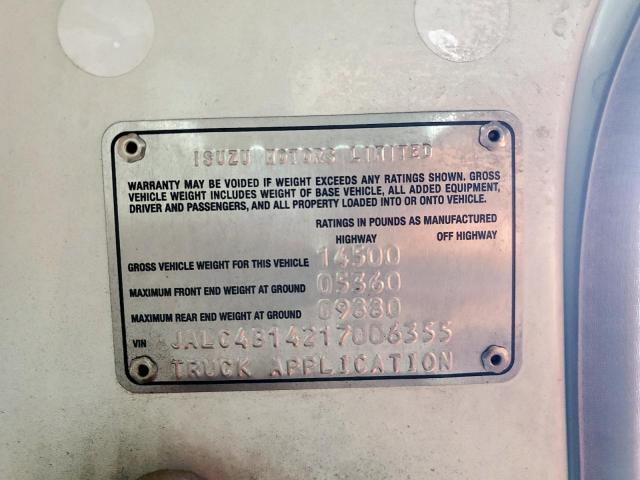 ISUZU MOTORS LIMITED
WARRANTY MAY BE VOIDED IF WEIGHT EXCEEDS ANY RATINGS SHOWN. GROSS
VEHICLE WEIGHT INCLUDES WEIGHT OF BASE VEHICLE, ALL ADDED EQUIPMENT,
DRIVER AND PASSENGERS, AND ALL PROPERTY LOADED INTO OR ONTO VEHICLE.
RATINGS IN POUNDS AS MANUFACTURED
HIGHWAY OFF HIGHWAY
GROSS VEHICLE WEIGHT FOR THIS VEHICLE 14500
MAXIMUM FRONT END WEIGHT AT GROUND 05360
MAXIMUM REAR END WEIGHT AT GROUND 09880
VIN JALC4B14217006355
TRUCK APPLICATION